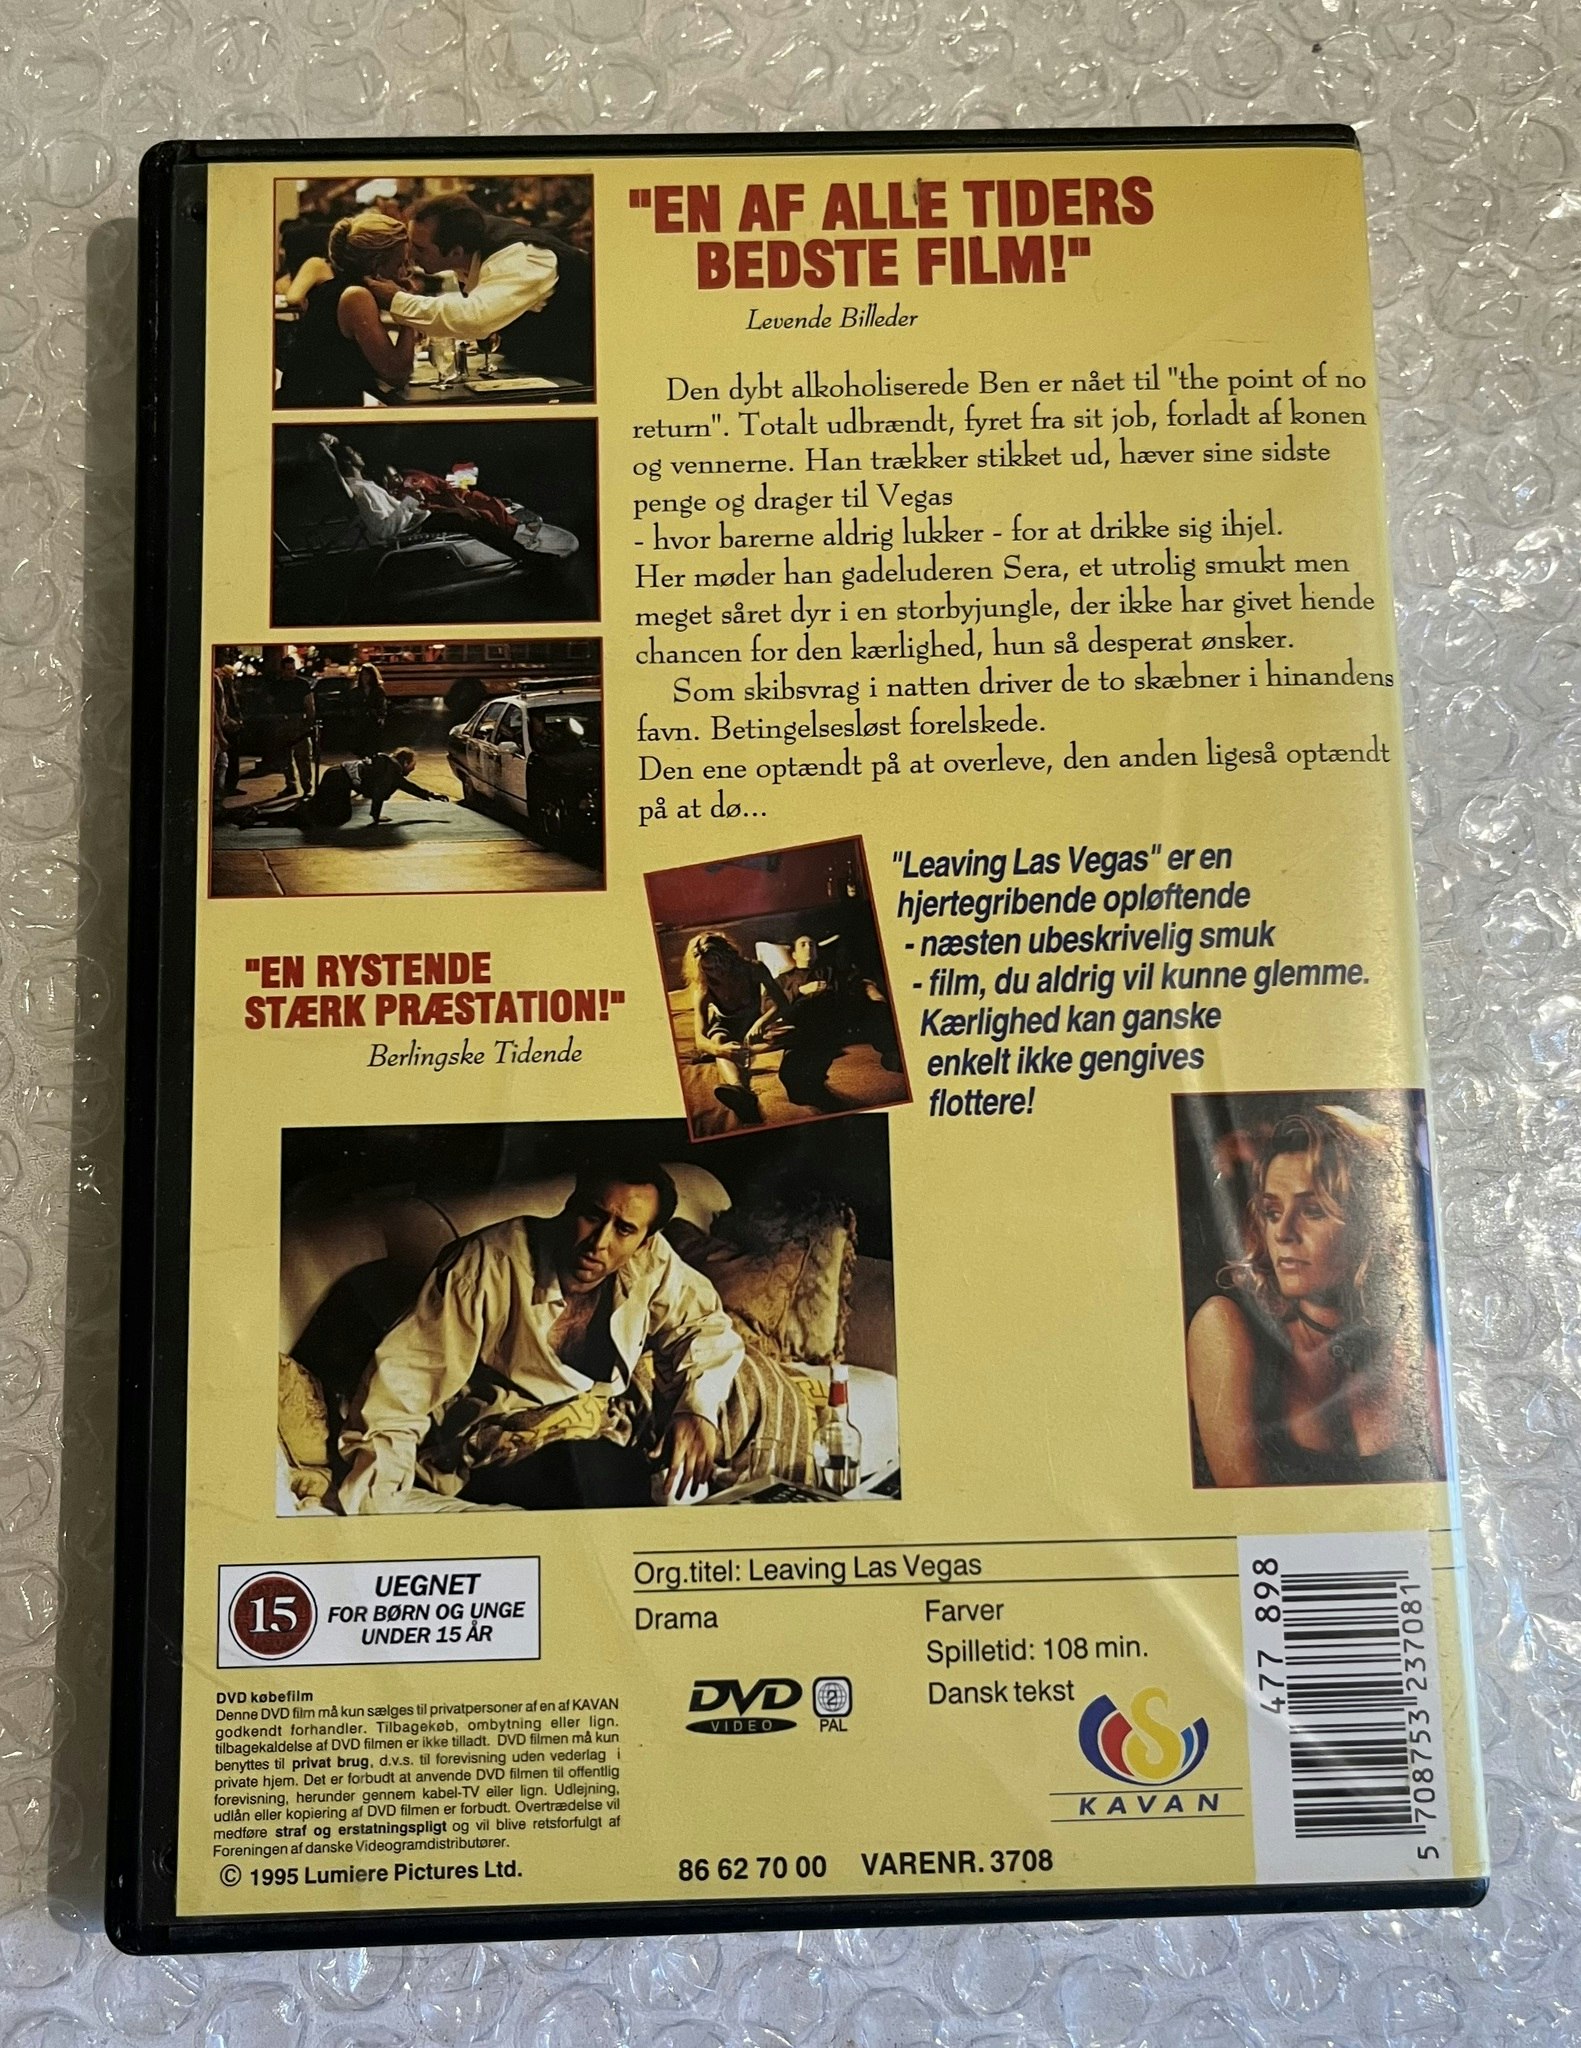 "EN AF ALLE TIDERS
BEDSTE FILM!"
Levende Billeder
Den dybt alkoholiserede Ben er nået til "the point of no
return". Totalt udbrændt, fyret fra sit job, forladt af konen
og vennerne. Han trækker stikket ud, hæver sine sidste
penge og drager til Vegas
- hvor barerne aldrig lukker - for at drikke sig ihjel.
Her møder han gadeluderen Sera, et utrolig smukt men
meget såret dyr i en storbyjungle, der ikke har givet hende
chancen for den kærlighed, hun så desperat ønsker.
Som skibsvrag i natten driver de to skæbner i hinandens
favn. Betingelsesløst forelskede.
Den ene optændt på at overleve, den anden ligeså optændt
på at dø...
"Leaving Las Vegas" er en
hjertegribende opløftende
- næsten ubeskrivelig smuk
- film, du aldrig vil kunne glemme.
Kærlighed kan ganske
enkelt ikke gengives
flottere!
"EN RYSTENDE
STÆRK PRÆSTATION!"
Berlingske Tidende
15
UEGNET
FOR BØRN OG UNGE
UNDER 15 ÅR
Org.titel: Leaving Las Vegas
Drama
Farver
Spilletid: 108 min.
Dansk tekst
DVD
VIDEO
2
PAL
S
KAVAN
477 898
5 708753 237081
DVD købefilm
Denne DVD film må kun sælges til privatpersoner af en af KAVAN
godkendt forhandler. Tilbagekøb, ombytning eller lign.
tilbagekaldelse af DVD filmen er ikke tilladt. DVD filmen må kun
benyttes til privat brug, d.v.s. til forevisning uden vederlag i
private hjem. Det er forbudt at anvende DVD filmen til offentlig
forevisning, herunder gennem kabel-TV eller lign. Udlejning,
udlån eller kopiering af DVD filmen er forbudt. Overtrædelse vil
medføre straf og erstatningspligt og vil blive retsforfulgt af
Foreningen af danske Videogramdistributører.
© 1995 Lumiere Pictures Ltd.
86 62 70 00 VARENR. 3708